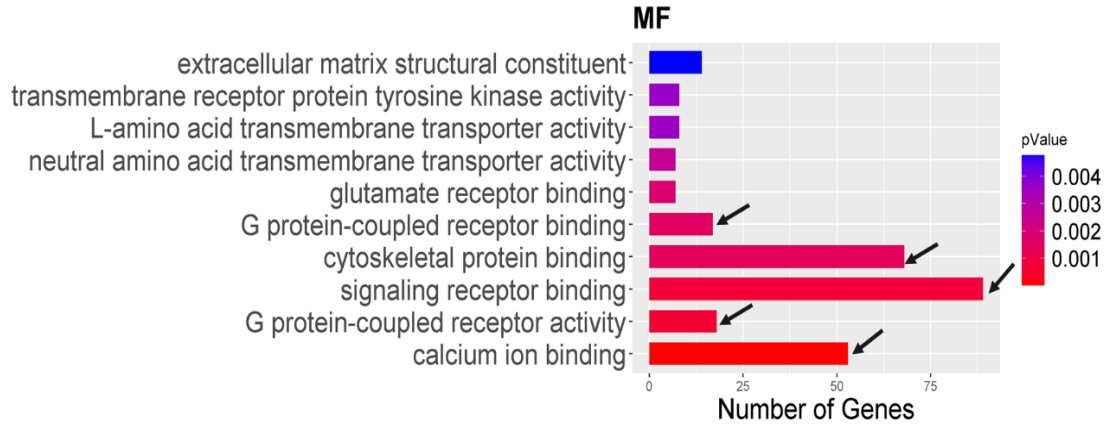 MF
extracellular matrix structural constituent
transmembrane receptor protein tyrosine kinase activity
L-amino acid transmembrane transporter activity
neutral amino acid transmembrane transporter activity
glutamate receptor binding
G protein-coupled receptor binding
cytoskeletal protein binding
signaling receptor binding
G protein-coupled receptor activity
calcium ion binding
0 25 50 75
Number of Genes
pValue
0.004
0.003
0.002
0.001